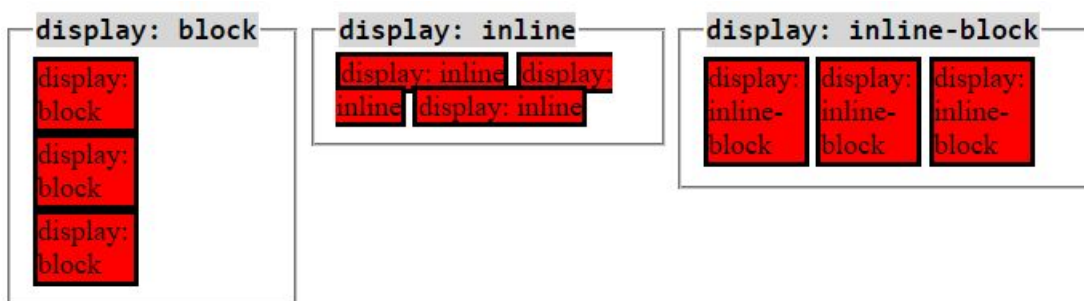 display: block
display:
block
display:
block
display:
block
display: inline
display: inline display:
inline display: inline
display: inline-block
display:
inline-
block
display:
inline-
block
display:
inline-
block